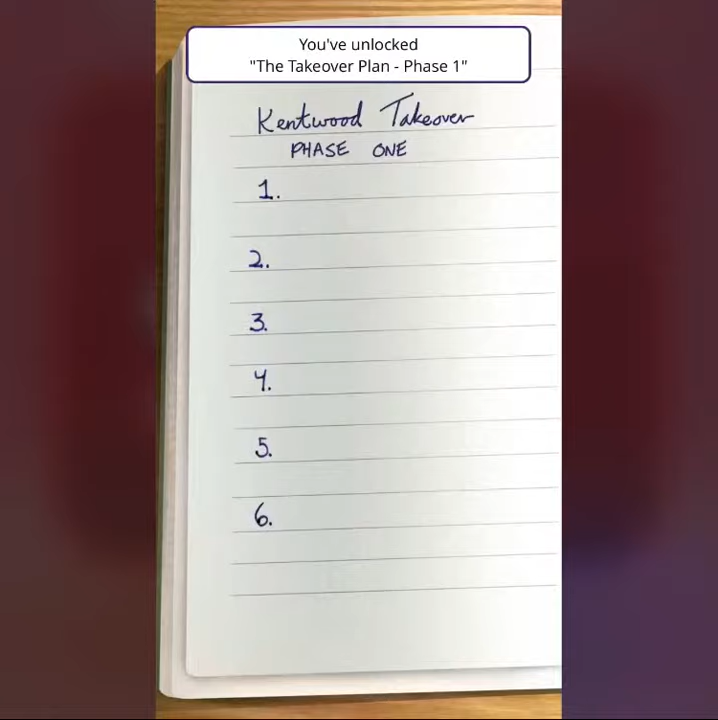 You've unlocked
"The Takeover Plan - Phase 1"
Kentwood Takeover
PHASE ONE
1.
2.
3.
4.
5.
6.